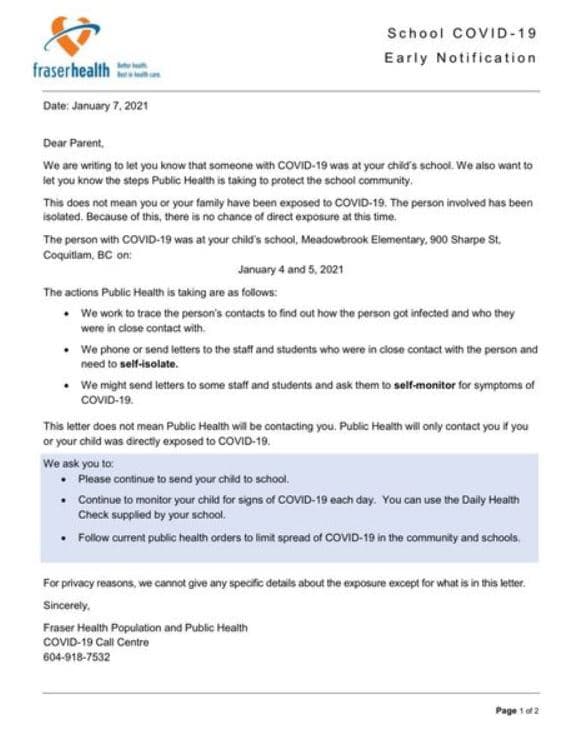 School COVID-19
Early Notification
fraserhealth
Better health.
Best in health care.
Date: January 7, 2021
Dear Parent,
We are writing to let you know that someone with COVID-19 was at your child's school. We also want to
let you know the steps Public Health is taking to protect the school community.
This does not mean you or your family have been exposed to COVID-19. The person involved has been
isolated. Because of this, there is no chance of direct exposure at this time.
The person with COVID-19 was at your child's school, Meadowbrook Elementary, 900 Sharpe St,
Coquitlam, BC on:
January 4 and 5, 2021
The actions Public Health is taking are as follows:
• We work to trace the person's contacts to find out how the person got infected and who they
were in close contact with.
• We phone or send letters to the staff and students who were in close contact with the person and
need to self-isolate.
• We might send letters to some staff and students and ask them to self-monitor for symptoms of
COVID-19.
This letter does not mean Public Health will be contacting you. Public Health will only contact you if you
or your child was directly exposed to COVID-19.
We ask you to:
• Please continue to send your child to school.
• Continue to monitor your child for signs of COVID-19 each day. You can use the Daily Health
Check supplied by your school.
• Follow current public health orders to limit spread of COVID-19 in the community and schools.
For privacy reasons, we cannot give any specific details about the exposure except for what is in this letter.
Sincerely,
Fraser Health Population and Public Health
COVID-19 Call Centre
604-918-7532
Page 1 of 2